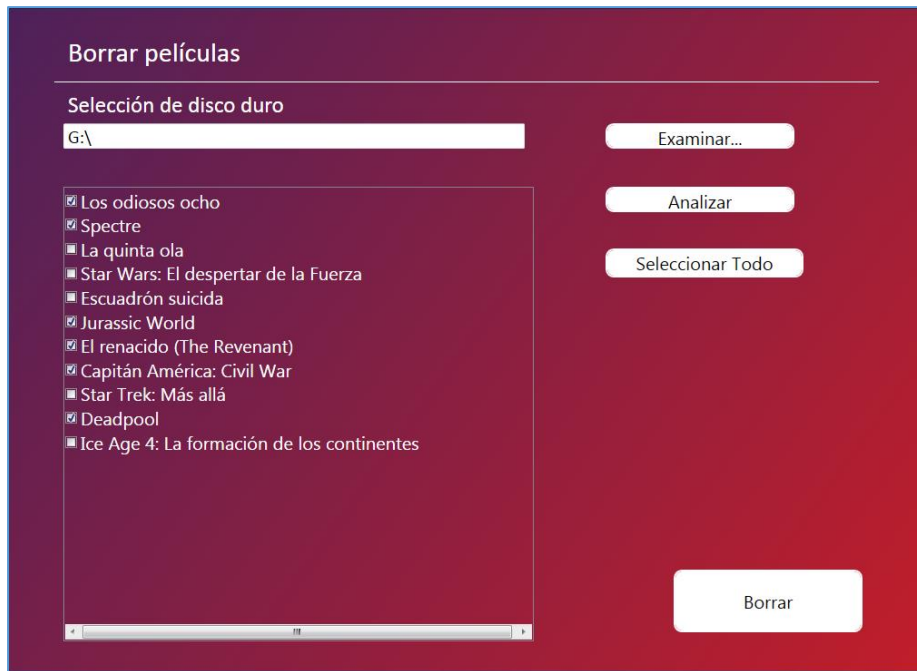 Borrar películas
Selección de disco duro
G:\
Examinar...
Los odiosos ocho
Analizar
Spectre
La quinta ola
Seleccionar Todo
Star Wars: El despertar de la Fuerza
Escuadrón suicida
Jurassic World
El renacido (The Revenant)
Capitán América: Civil War
Star Trek: Más allá
Deadpool
Ice Age 4: La formación de los continentes
Borrar